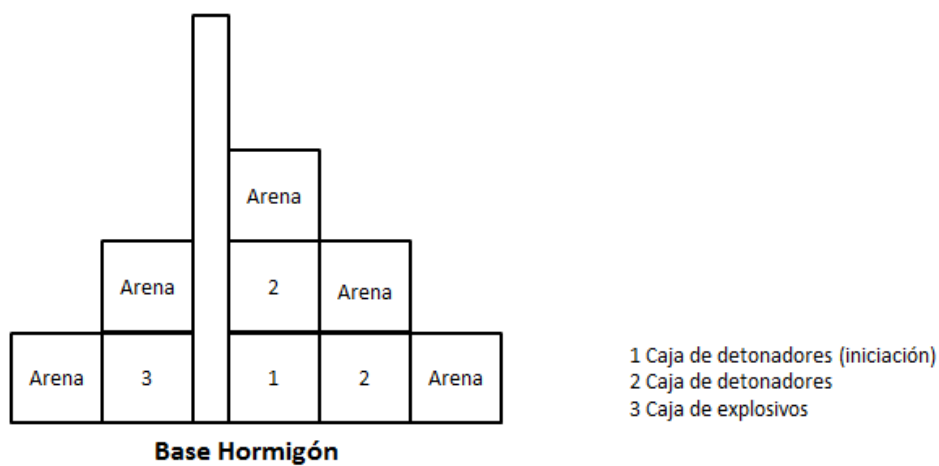 Arena
Arena 2 Arena
Arena 3 1 2 Arena
1 Caja de detonadores (iniciación)
2 Caja de detonadores
3 Caja de explosivos
Base Hormigón